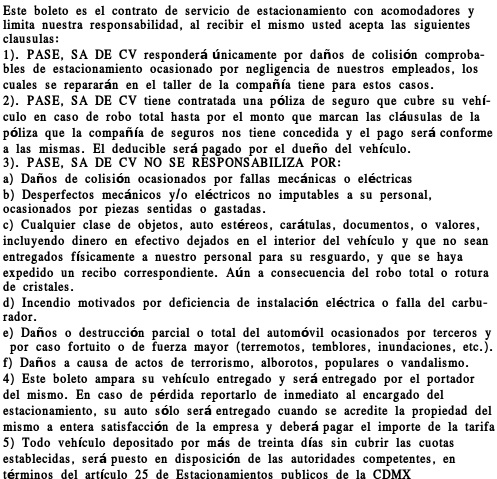 Este boleto es el contrato de servicio de estacionamiento con acomodadores y
limita nuestra responsabilidad, al recibir el mismo usted acepta las siguientes
clausulas:
1). PASE, SA DE CV responderá únicamente por daños de colisión comproba-
bles de estacionamiento ocasionado por negligencia de nuestros empleados, los
cuales se repararán en el taller de la compañía tiene para estos casos.
2). PASE, SA DE CV tiene contratada una póliza de seguro que cubre su vehí-
culo en caso de robo total hasta por el monto que marcan las cláusulas de la
póliza que la compañía de seguros nos tiene concedida y el pago será conforme
a las mismas. El deducible será pagado por el dueño del vehículo.
3). PASE, SA DE CV NO SE RESPONSABILIZA POR:
a) Daños de colisión ocasionados por fallas mecánicas o eléctricas
b) Desperfectos mecánicos y/o eléctricos no imputables a su personal,
ocasionados por piezas sentidas o gastadas.
c) Cualquier clase de objetos, auto estéreos, carátulas, documentos, o valores,
incluyendo dinero en efectivo dejados en el interior del vehículo y que no sean
entregados físicamente a nuestro personal para su resguardo, y que se haya
expedido un recibo correspondiente. Aún a consecuencia del robo total o rotura
de cristales.
d) Incendio motivados por deficiencia de instalación eléctrica o falla del carbu-
rador.
e) Daños o destrucción parcial o total del automóvil ocasionados por terceros y
por caso fortuito o de fuerza mayor (terremotos, temblores, inundaciones, etc.).
f) Daños a causa de actos de terrorismo, alborotos, populares o vandalismo.
4) Este boleto ampara su vehículo entregado y será entregado por el portador
del mismo. En caso de pérdida reportarlo de inmediato al encargado del
estacionamiento, su auto sólo será entregado cuando se acredite la propiedad del
mismo a entera satisfacción de la empresa y deberá pagar el importe de la tarifa
5) Todo vehículo depositado por más de treinta días sin cubrir las cuotas
establecidas, será puesto en disposición de las autoridades competentes, en
términos del artículo 25 de Estacionamientos publicos de la CDMX